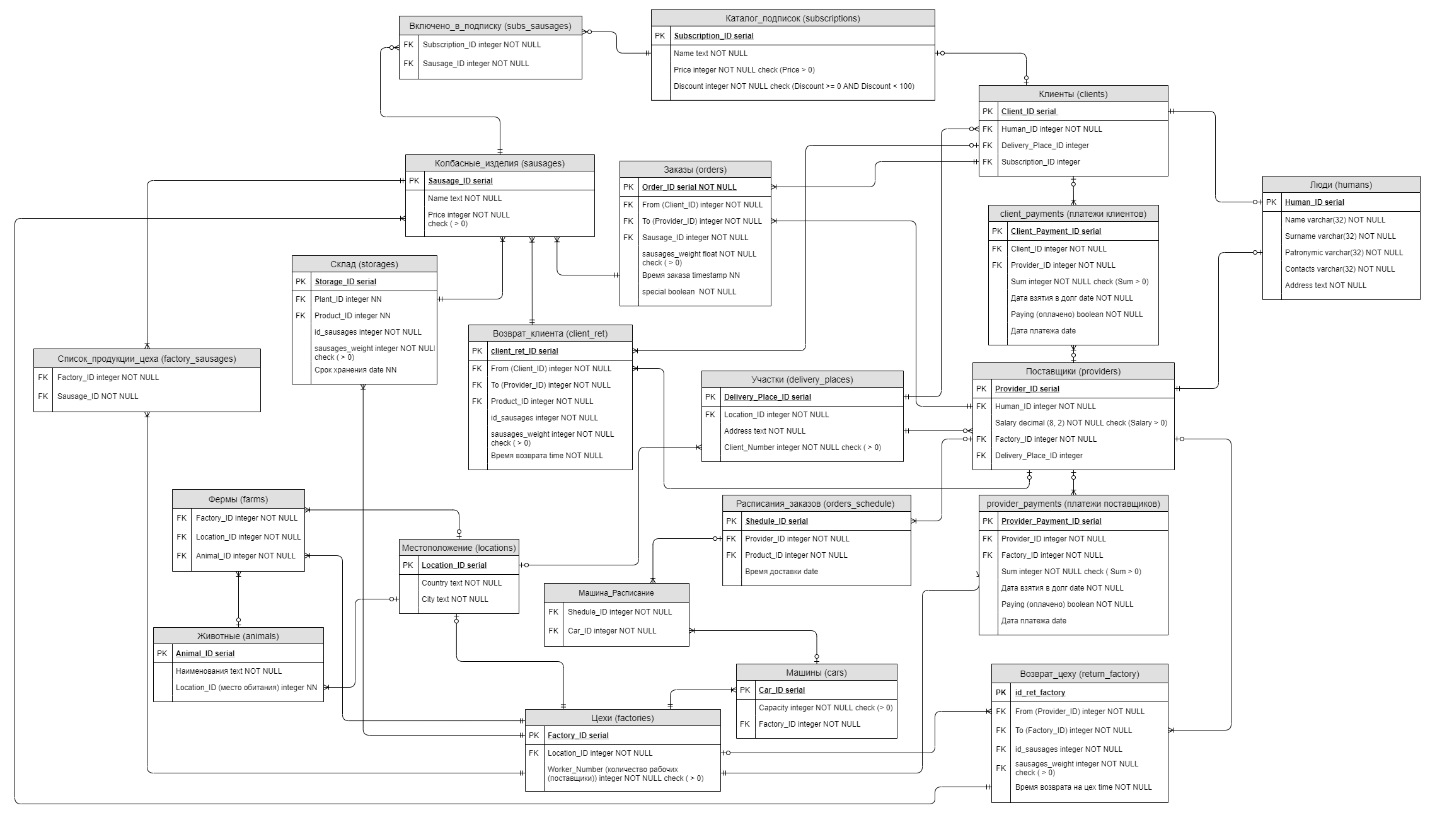 Включено_в_подписку (subs_sausages)
FK Subscription_ID integer NOT NULL
FK Sausage_ID integer NOT NULL
Каталог_подписок (subscriptions)
PK Subscription_ID serial
Name text NOT NULL
Price integer NOT NULL check (Price > 0)
Discount integer NOT NULL check (Discount >= 0 AND Discount < 100)
Клиенты (clients)
PK Client_ID serial
FK Human_ID integer NOT NULL
FK Delivery_Place_ID integer
FK Subscription_ID integer
Колбасные_изделия (sausages)
PK Sausage_ID serial
Name text NOT NULL
Price integer NOT NULL
check ( > 0)
Заказы (orders)
PK Order_ID serial NOT NULL
FK From (Client_ID) integer NOT NULL
FK To (Provider_ID) integer NOT NULL
FK Sausage_ID integer NOT NULL
sausages_weight float NOT NULL
check ( > 0)
Время заказа timestamp NN
special boolean NOT NULL
Люди (humans)
PK Human_ID serial
Name varchar(32) NOT NULL
Surname varchar(32) NOT NULL
Patronymic varchar(32) NOT NULL
Contacts varchar(32) NOT NULL
Address text NOT NULL
client_payments (платежи клиентов)
PK Client_Payment_ID serial
FK Client_ID integer NOT NULL
FK Provider_ID integer NOT NULL
Sum integer NOT NULL check (Sum > 0)
Дата взятия в долг date NOT NULL
Paying (оплачено) boolean NOT NULL
Дата платежа date
Склад (storages)
PK Storage_ID serial
FK Plant_ID integer NN
FK Product_ID integer NN
id_sausages integer NOT NULL
sausages_weight integer NOT NULL
check ( > 0)
Срок хранения date NN
Возврат_клиента (client_ret)
PK client_ret_ID serial
FK From (Client_ID) integer NOT NULL
FK To (Provider_ID) integer NOT NULL
FK Product_ID integer NOT NULL
id_sausages integer NOT NULL
sausages_weight integer NOT NULL
check ( > 0)
Время возврата time NOT NULL
Список_продукции_цеха (factory_sausages)
FK Factory_ID integer NOT NULL
FK Sausage_ID NOT NULL
Участки (delivery_places)
PK Delivery_Place_ID serial
FK Location_ID integer NOT NULL
Address text NOT NULL
Client_Number integer NOT NULL check ( > 0)
Поставщики (providers)
PK Provider_ID serial
FK Human_ID integer NOT NULL
Salary decimal (8, 2) NOT NULL check (Salary > 0)
FK Factory_ID integer NOT NULL
FK Delivery_Place_ID integer
Фермы (farms)
FK Factory_ID integer NOT NULL
FK Location_ID integer NOT NULL
FK Animal_ID integer NOT NULL
Местоположение (locations)
PK Location_ID serial
Country text NOT NULL
City text NOT NULL
Расписания_заказов (orders_schedule)
PK Shedule_ID serial
FK Provider_ID integer NOT NULL
FK Product_ID integer NOT NULL
Время доставки date
provider_payments (платежи поставщиков)
PK Provider_Payment_ID serial
FK Provider_ID integer NOT NULL
FK Factory_ID integer NOT NULL
Sum integer NOT NULL check ( Sum > 0)
Дата взятия в долг date NOT NULL
Paying (оплачено) boolean NOT NULL
Дата платежа date
Машина_Расписание
FK Shedule_ID integer NOT NULL
FK Car_ID integer NOT NULL
Животные (animals)
PK Animal_ID serial
Наименования text NOT NULL
Location_ID (место обитания) integer NN
Машины (cars)
PK Car_ID serial
Capacity integer NOT NULL check (> 0)
FK Factory_ID integer NOT NULL
Возврат_цеху (return_factory)
PK id_ret_factory
FK From (Provider_ID) integer NOT NULL
FK To (Factory_ID) integer NOT NULL
FK id_sausages integer NOT NULL
FK sausages_weight integer NOT NULL
check ( > 0)
Время возврата на цех time NOT NULL
Цехи (factories)
PK Factory_ID serial
FK Location_ID integer NOT NULL
Worker_Number (количество рабочих
(поставщики)) integer NOT NULL check ( > 0)